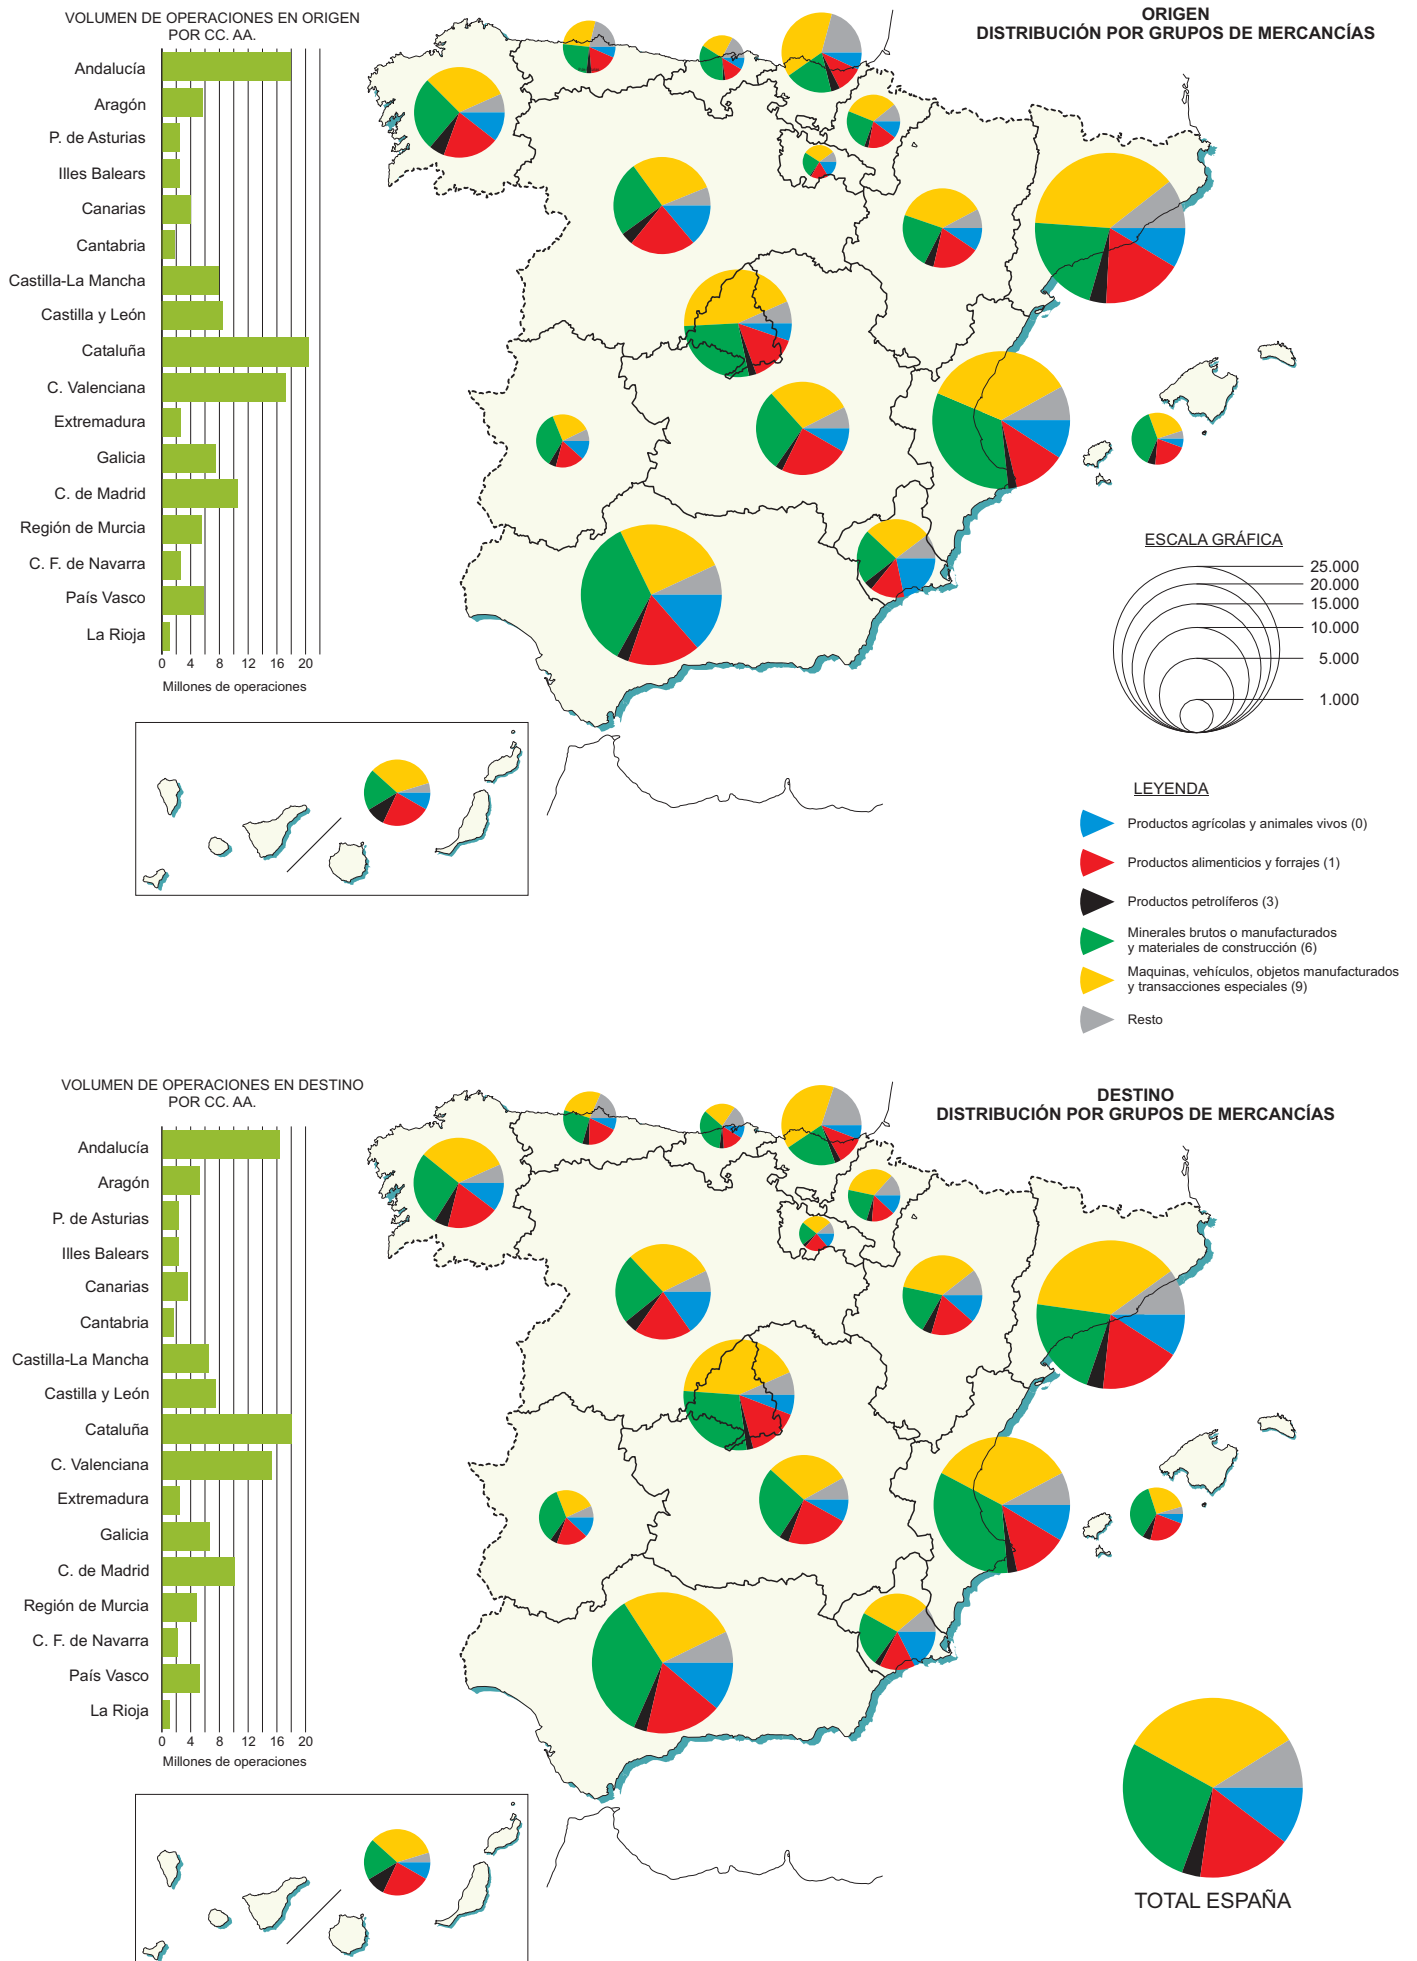 VOLUMEN DE OPERACIONES EN ORIGEN
POR CC. AA.
Andalucía
Aragón
P. de Asturias
Illes Balears
Canarias
Cantabria
Castilla-La Mancha
Castilla y León
Cataluña
C. Valenciana
Extremadura
Galicia
C. de Madrid
Región de Murcia
C. F. de Navarra
País Vasco
La Rioja
0 4 8 12 16 20
Millones de operaciones
ORIGEN
DISTRIBUCIÓN POR GRUPOS DE MERCANCÍAS
ESCALA GRÁFICA
25.000
20.000
15.000
10.000
5.000
1.000
LEYENDA
Productos agrícolas y animales vivos (0)
Productos alimenticios y forrajes (1)
Productos petrolíferos (3)
Minerales brutos o manufacturados
y materiales de construcción (6)
Maquinas, vehículos, objetos manufacturados
y transacciones especiales (9)
Resto
VOLUMEN DE OPERACIONES EN DESTINO
POR CC. AA.
Andalucía
Aragón
P. de Asturias
Illes Balears
Canarias
Cantabria
Castilla-La Mancha
Castilla y León
Cataluña
C. Valenciana
Extremadura
Galicia
C. de Madrid
Región de Murcia
C. F. de Navarra
País Vasco
La Rioja
0 4 8 12 16 20
Millones de operaciones
DESTINO
DISTRIBUCIÓN POR GRUPOS DE MERCANCÍAS
TOTAL ESPAÑA